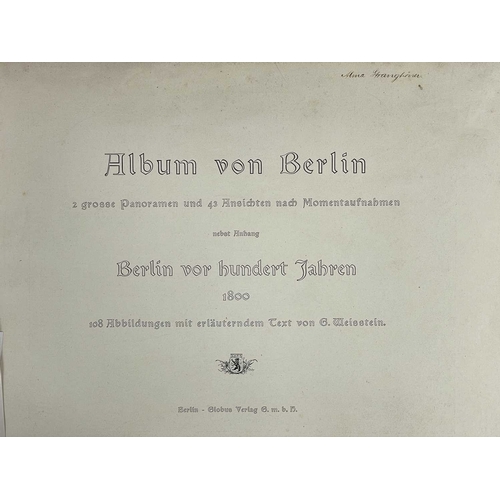 Album von Berlin
2 grosse Panoramen und 42 Ansichten nach Momentaufnahmen
nebst Anhang
Berlin vor hundert Jahren
1800
108 Abbildungen mit erläuterndem Text von G. Weisstein.
Berlin - Globus Verlag G. m. b. H.